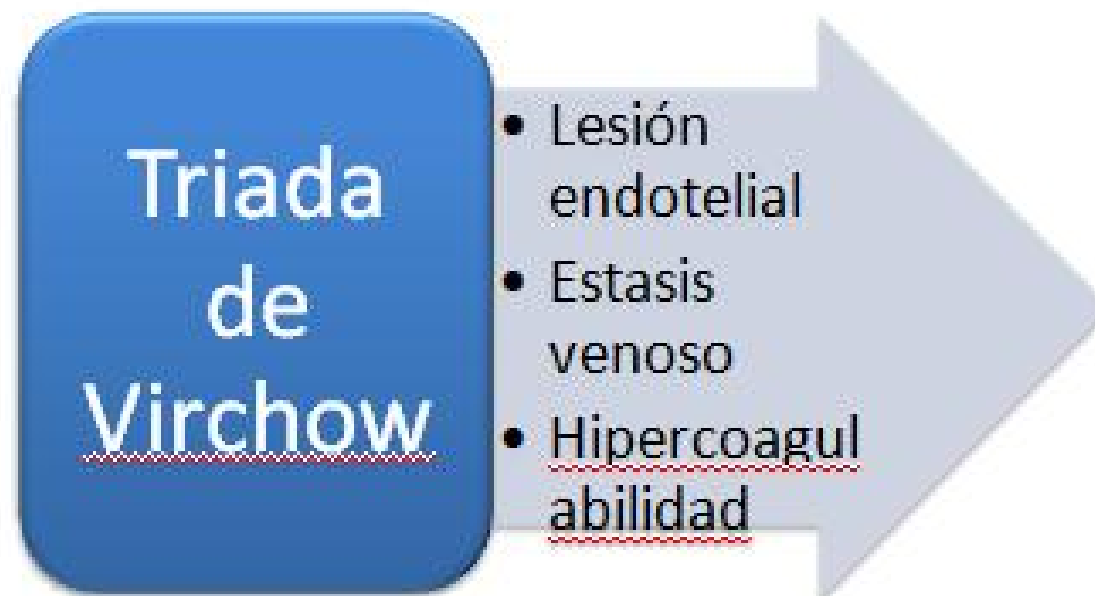 Triada
de
Virchow
• Lesión
endotelial
• Estasis
venoso
• Hipercoagul
abilidad